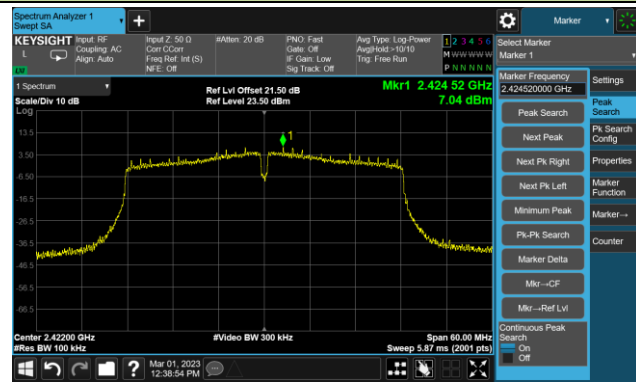 Spectrum Analyzer 1
Swept SA
Marker
KEYSIGHT
L
Input: RF
Coupling: AC
Align: Auto
Input Z: 50 Ω
Corr CCorr
Freq Ref: Int (S)
NFE: Off
#Atten: 20 dB
PNO: Fast
Gate: Off
IF Gain: Low
Sig Track: Off
Avg Type: Log-Power
Avg|Hold:>10/10
Trig: Free Run
1 2 3 4 5 6
M W W W W W
P N N N N N
Select Marker
Marker 1
1 Spectrum
Scale/Div 10 dB
Log
Ref Lvl Offset 21.50 dB
Ref Level 23.50 dBm
Mkr1 2.424 52 GHz
7.04 dBm
1
13.5
3.50
-6.50
-16.5
-26.5
-36.5
-46.5
-56.5
-66.5
Center 2.42200 GHz
#Res BW 100 kHz
#Video BW 300 kHz
Span 60.00 MHz
Sweep 5.87 ms (2001 pts)
Marker Frequency
2.424520000 GHz
Peak Search
Next Peak
Next Pk Right
Next Pk Left
Minimum Peak
Pk-Pk Search
Marker Delta
Mkr→CF
Mkr→Ref Lvl
Continuous Peak
Search
On
Off
Settings
Peak
Search
Pk Search
Config
Properties
Marker
Function
Marker→
Counter
Mar 01, 2023
12:38:54 PM